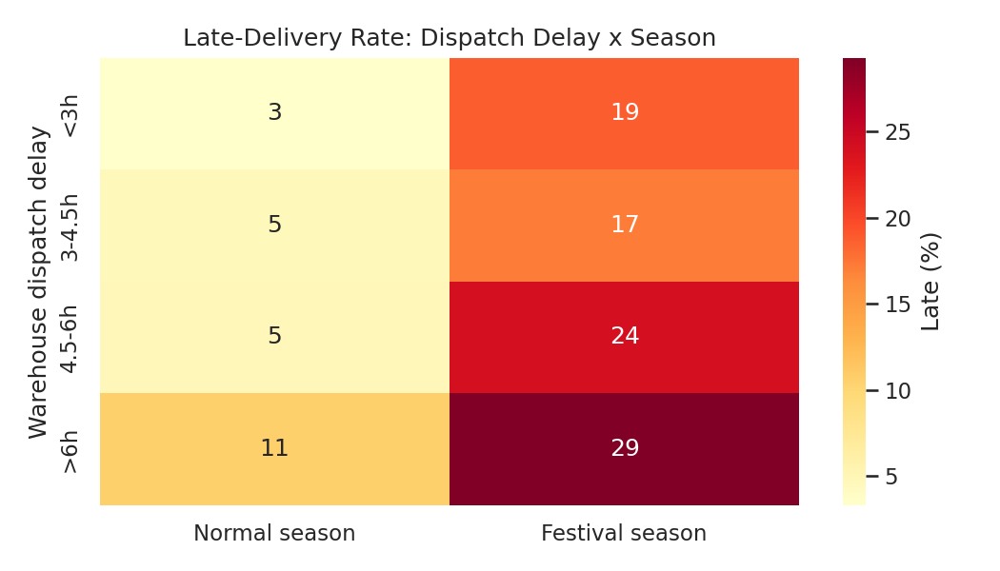 Late-Delivery Rate: Dispatch Delay x Season
Warehouse dispatch delay
<3h
3 19
3-4.5h
5 17
4.5-6h
5 24
>6h
11 29
Normal season Festival season
25
20
15
10
5
Late (%)